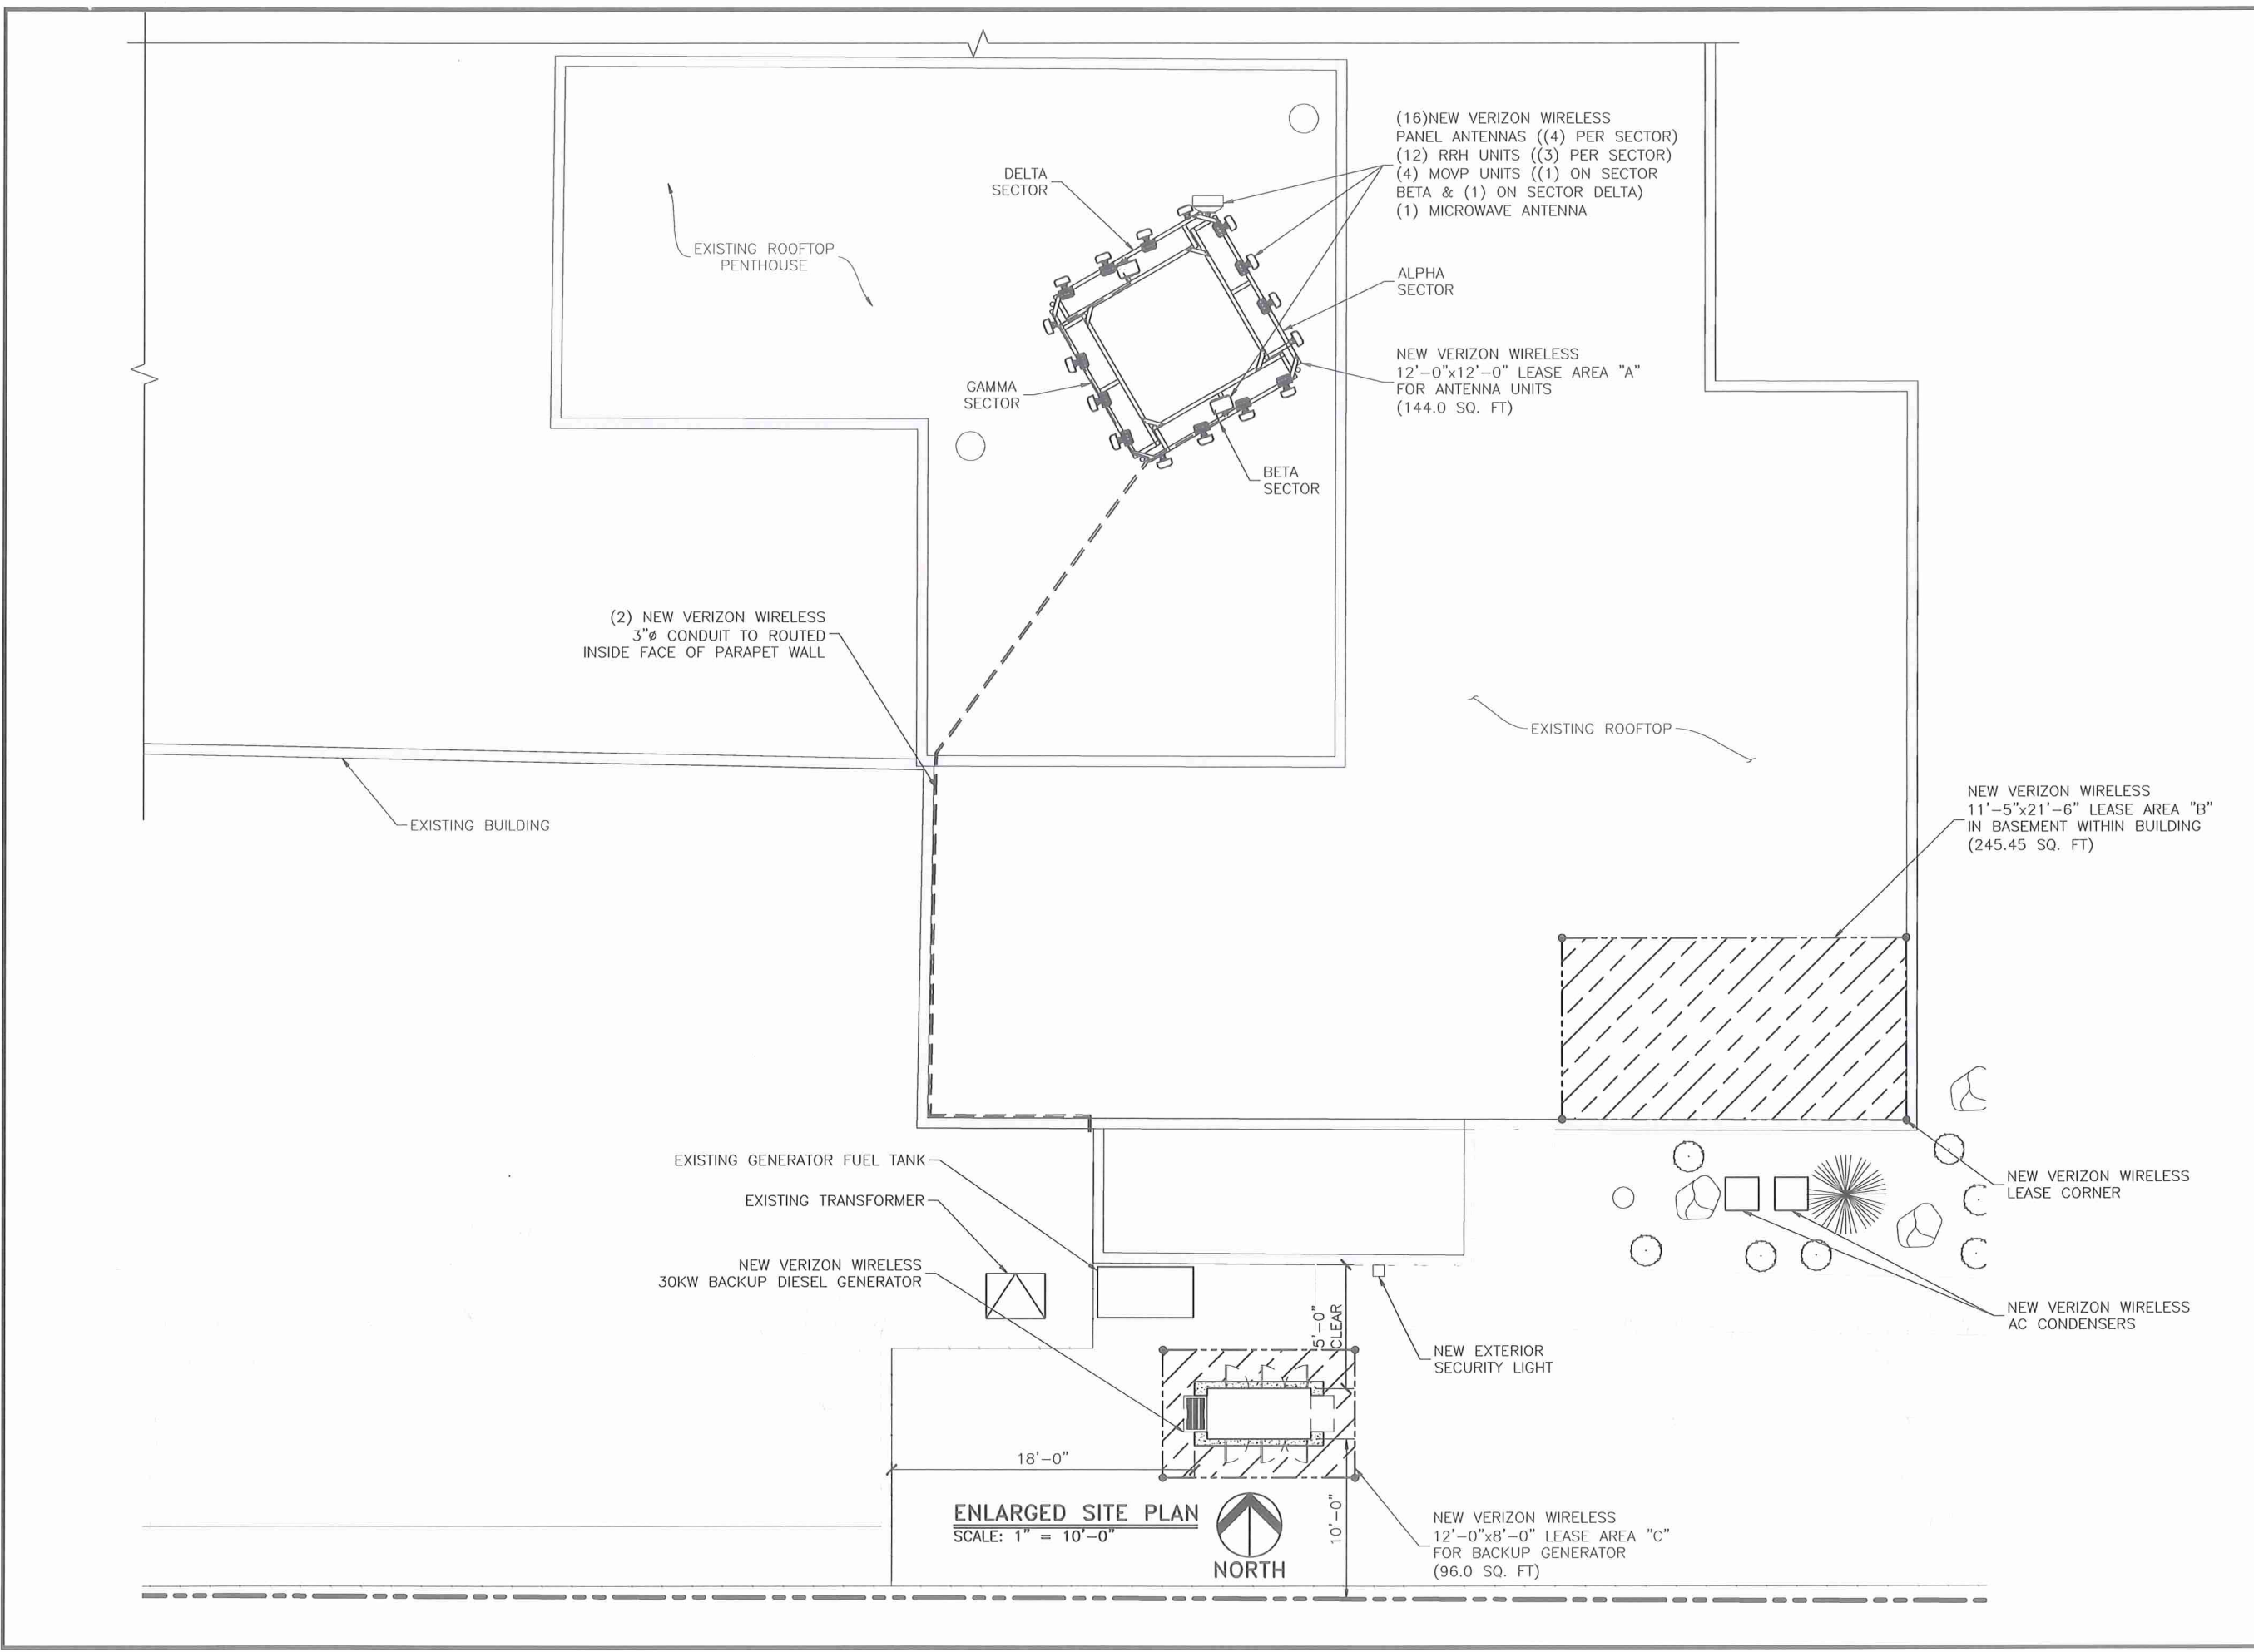 (16)NEW VERIZON WIRELESS
PANEL ANTENNAS ((4) PER SECTOR)
(12) RRH UNITS ((3) PER SECTOR)
(4) MOVP UNITS ((1) ON SECTOR
BETA & (1) ON SECTOR DELTA)
(1) MICROWAVE ANTENNA
DELTA
SECTOR
EXISTING ROOFTOP
PENTHOUSE
ALPHA
SECTOR
NEW VERIZON WIRELESS
12'-0"x12'-0" LEASE AREA "A"
FOR ANTENNA UNITS
(144.0 SQ. FT)
GAMMA
SECTOR
BETA
SECTOR
(2) NEW VERIZON WIRELESS
3"ø CONDUIT TO ROUTED
INSIDE FACE OF PARAPET WALL
EXISTING ROOFTOP
EXISTING BUILDING
NEW VERIZON WIRELESS
11'-5"x21'-6" LEASE AREA "B"
IN BASEMENT WITHIN BUILDING
(245.45 SQ. FT)
EXISTING GENERATOR FUEL TANK
EXISTING TRANSFORMER
NEW VERIZON WIRELESS
30KW BACKUP DIESEL GENERATOR
NEW VERIZON WIRELESS
LEASE CORNER
NEW VERIZON WIRELESS
AC CONDENSERS
5'-0"
CLEAR
NEW EXTERIOR
SECURITY LIGHT
18'-0"
10'-0"
NEW VERIZON WIRELESS
12'-0"x8'-0" LEASE AREA "C"
FOR BACKUP GENERATOR
(96.0 SQ. FT)
ENLARGED SITE PLAN
SCALE: 1" = 10'-0"
NORTH